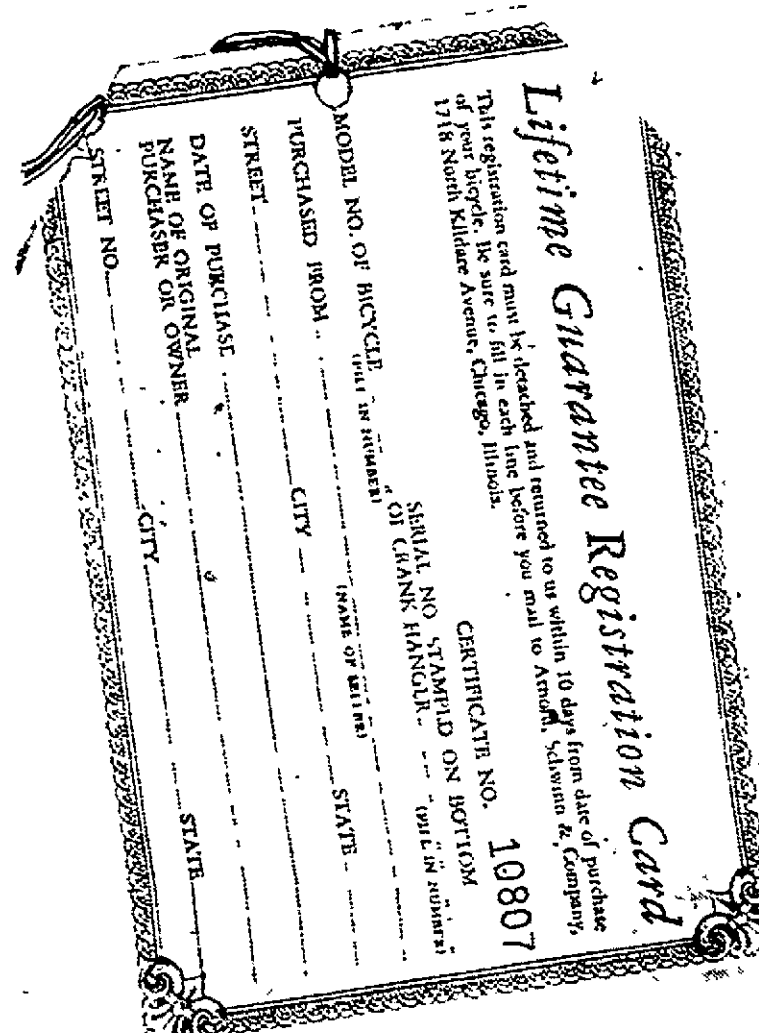 Lifetime Guarantee Registration Card
This registration card must be detached and returned to us within 10 days from date of purchase
of your bicycle. Be sure to fill in each line before you mail to Arnold, Schwinn & Company,
1718 North Kildare Avenue, Chicago, Illinois.
CERTIFICATE NO. 10807
SERIAL NO STAMPED ON BOTTOM
MODEL NO. OF BICYCLE OF CRANK HANGER
(FILL IN NUMBER) (FILL IN NUMBER)
PURCHASED FROM
(NAME OF SELLER)
STREET CITY STATE
DATE OF PURCHASE
NAME OF ORIGINAL
PURCHASER OR OWNER
STREET NO. CITY STATE